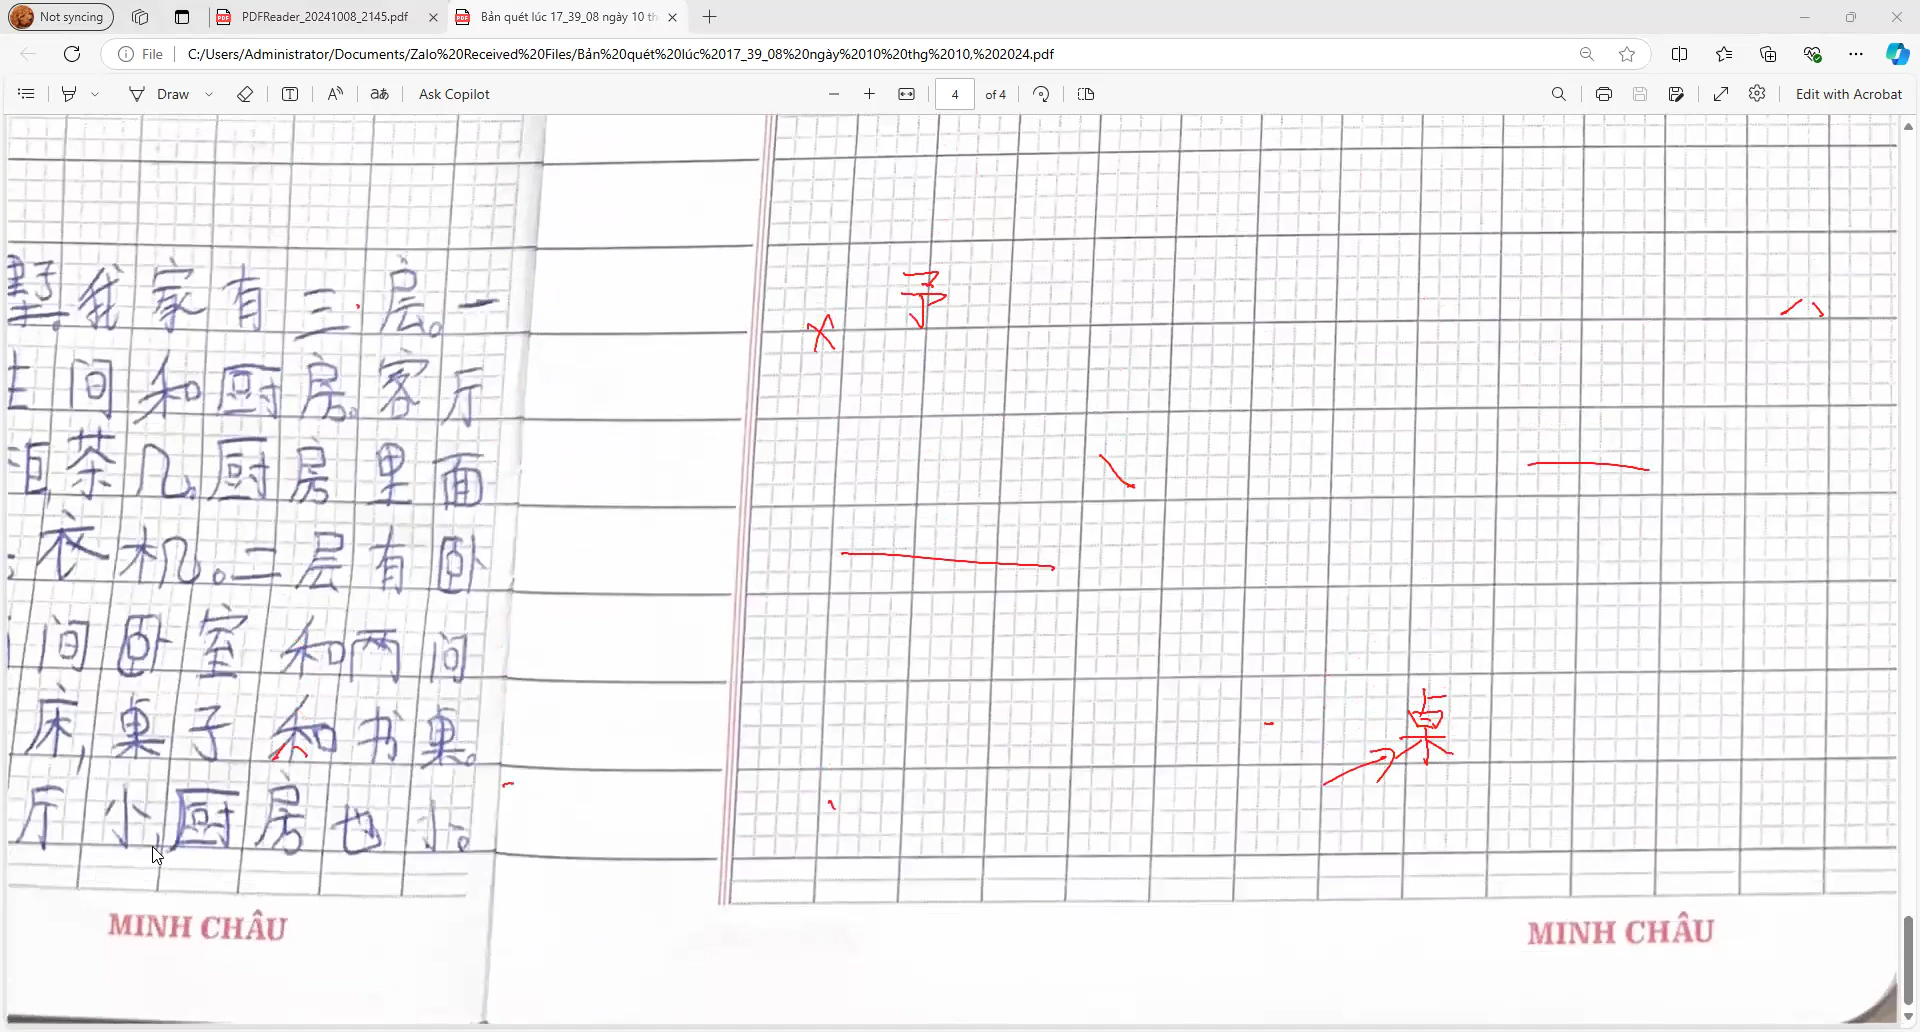 Not syncing
PDFReader_20241008_2145.pdf
Bản quét lúc 17_39_08 ngày 10 th
File
C:/Users/Administrator/Documents/Zalo%20Received%20Files/Bản%20quét%20lúc%2017_39_08%20ngày%2010%20thg%2010,%202024.pdf
Draw
Ask Copilot
4 of 4
Edit with Acrobat
墅.我家有三层。一
生间和厨房.客厅
茶几.厨房里面
衣机。二层有卧
间卧室和两间
床,桌子和书桌。
厅小,厨房也小。
予
桌
MINH CHÂU
MINH CHÂU